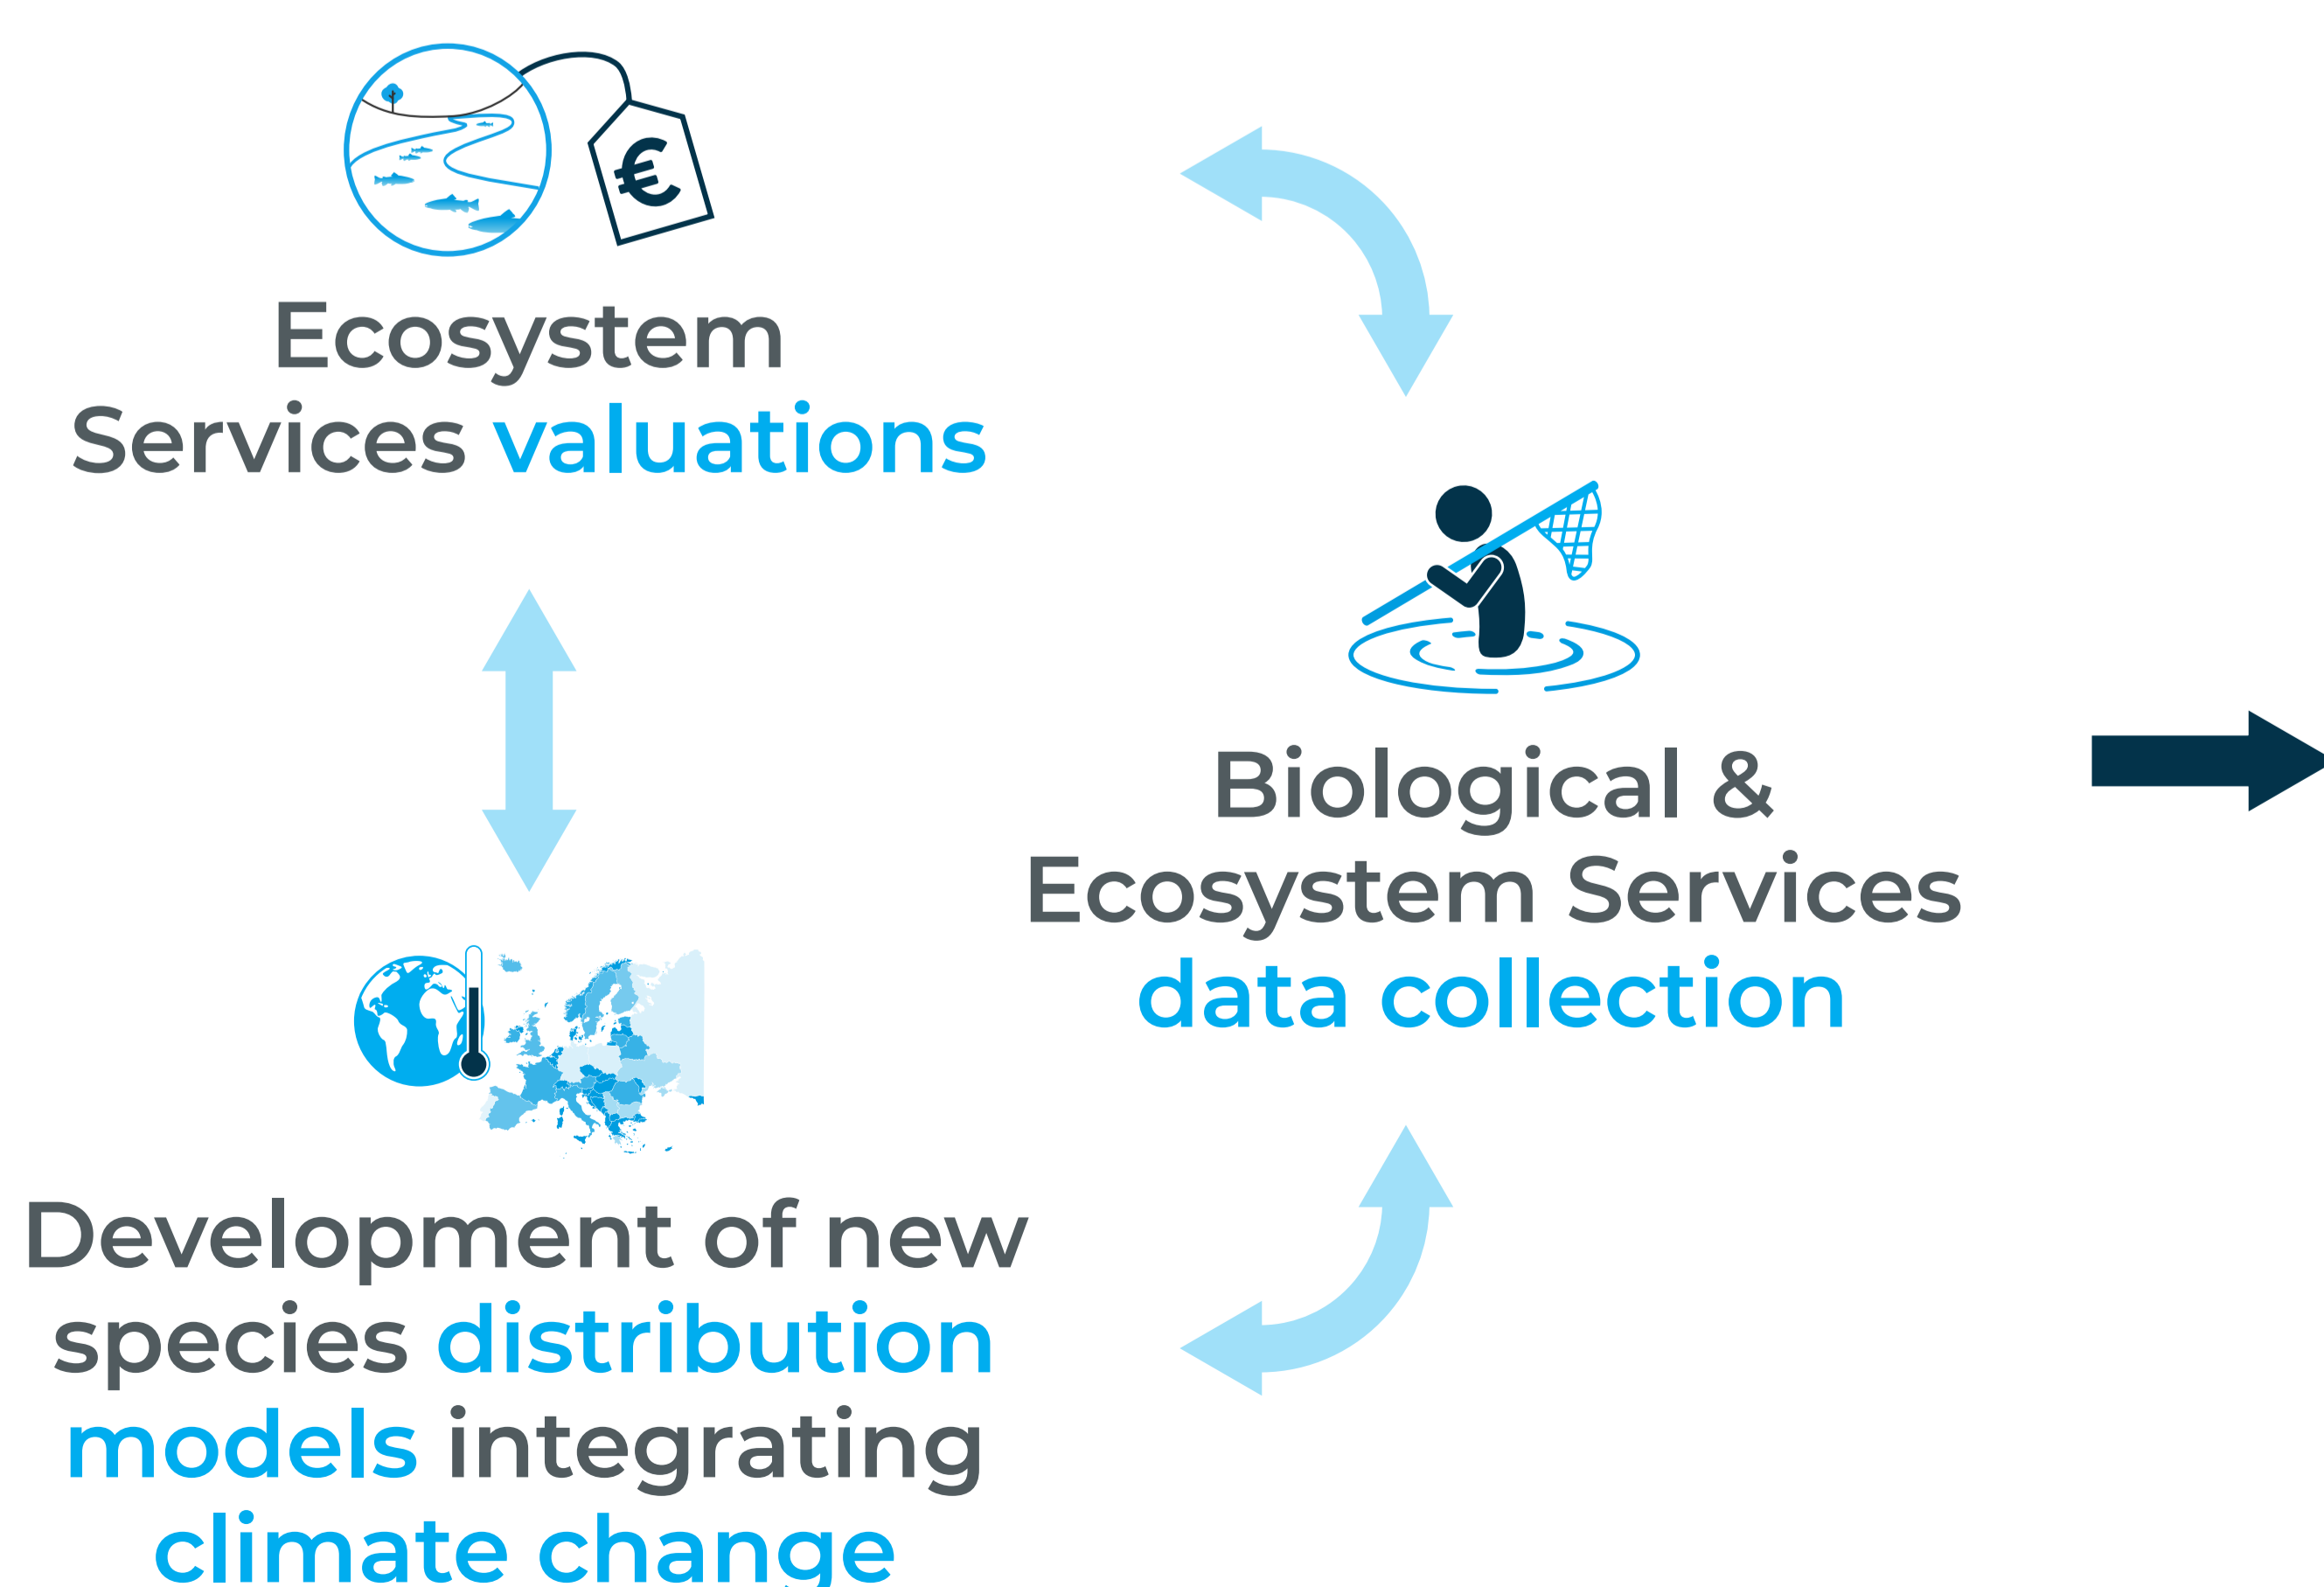 €
Ecosystem
Services valuations
Biological &
Ecosystem Services
data collection
Development of new
species distribution
models integrating
climate change